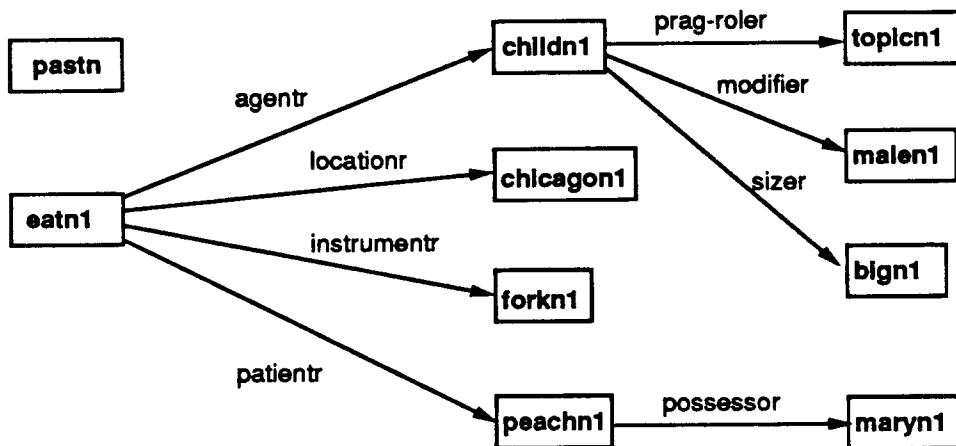 prag-roler
childn1
topicn1
pastn
modifier
agentr
malen1
locationr
chicagon1
sizer
eatn1
instrumentr
bign1
forkn1
patientr
possessor
peachn1
maryn1